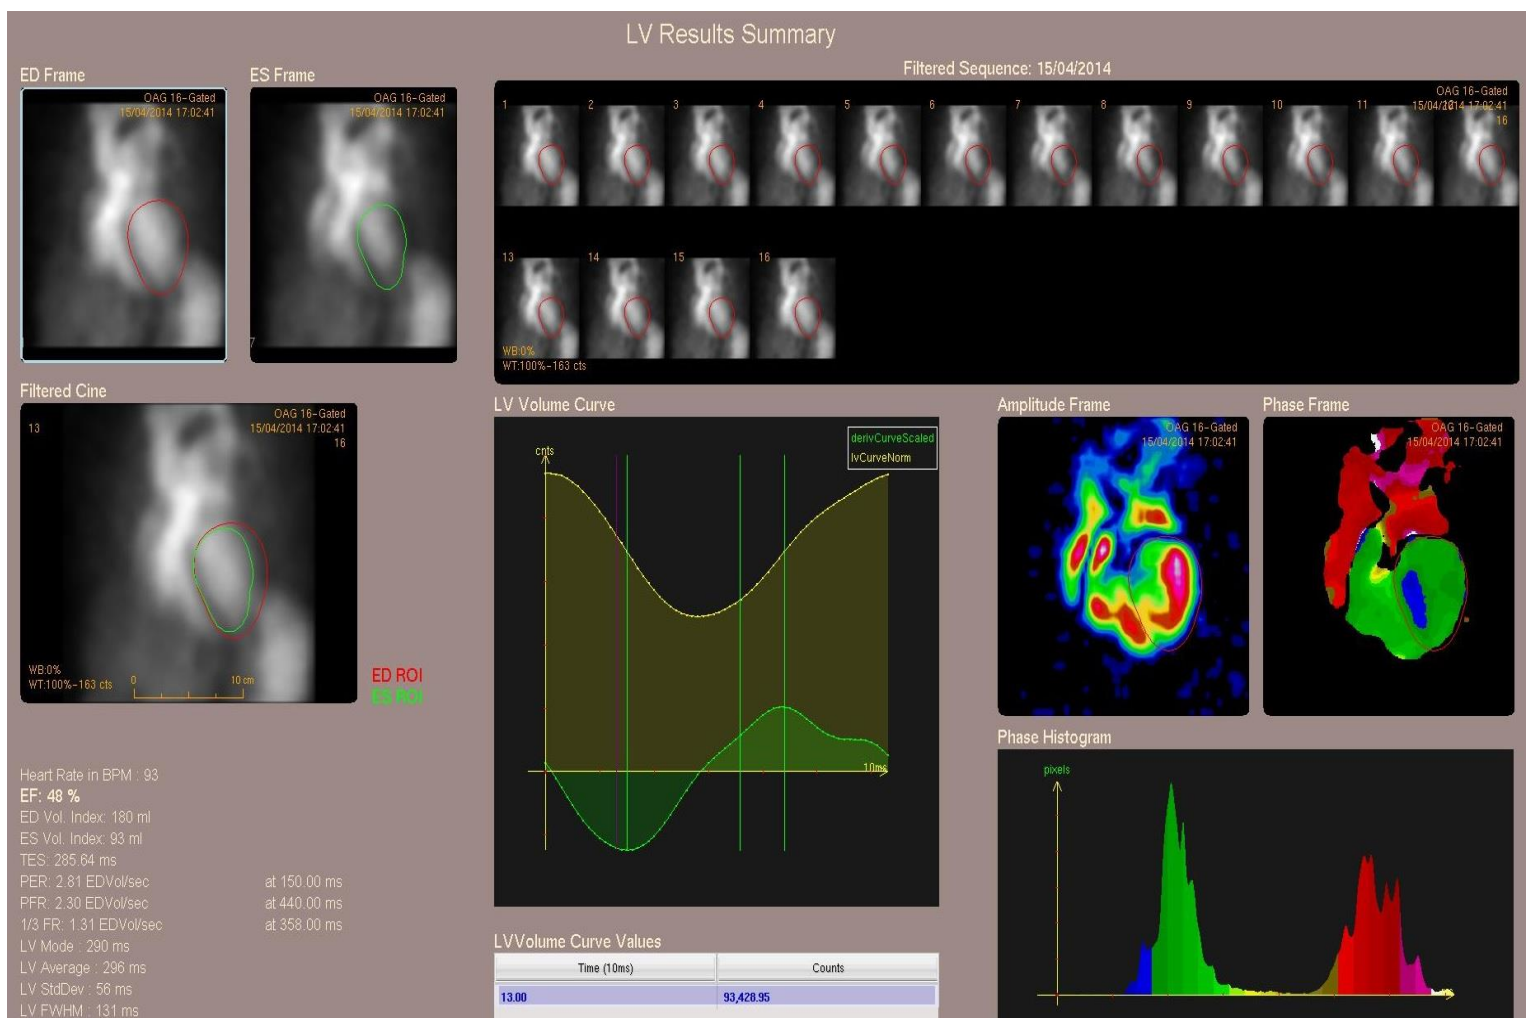 LV Results Summary
ED Frame
OAG 16-Gated
15/04/2014 17:02:41
ES Frame
OAG 16-Gated
15/04/2014 17:02:41
7
Filtered Sequence: 15/04/2014
OAG 16-Gated
15/04/2014 17:02:41
16
1 2 3 4 5 6 7 8 9 10 11 12
13 14 15 16
WB:0%
WT:100%-163 cts
Filtered Cine
OAG 16-Gated
15/04/2014 17:02:41
16
13
WB:0%
WT:100%-163 cts
0 10 cm
ED ROI
ES ROI
LV Volume Curve
derivCurveScaled
lvCurveNorm
cnts
10ms
Amplitude Frame
OAG 16-Gated
15/04/2014 17:02:41
Phase Frame
OAG 16-Gated
15/04/2014 17:02:41
Phase Histogram
pixels
Heart Rate in BPM : 93
EF: 48 %
ED Vol. Index: 180 ml
ES Vol. Index: 93 ml
TES: 285.64 ms
PER: 2.81 EDVol/sec at 150.00 ms
PFR: 2.30 EDVol/sec at 440.00 ms
1/3 FR: 1.31 EDVol/sec at 358.00 ms
LV Mode : 290 ms
LV Average : 296 ms
LV StdDev : 56 ms
LV FWHM : 131 ms
LVVolume Curve Values
Time (10ms) Counts
13.00 93,428.95